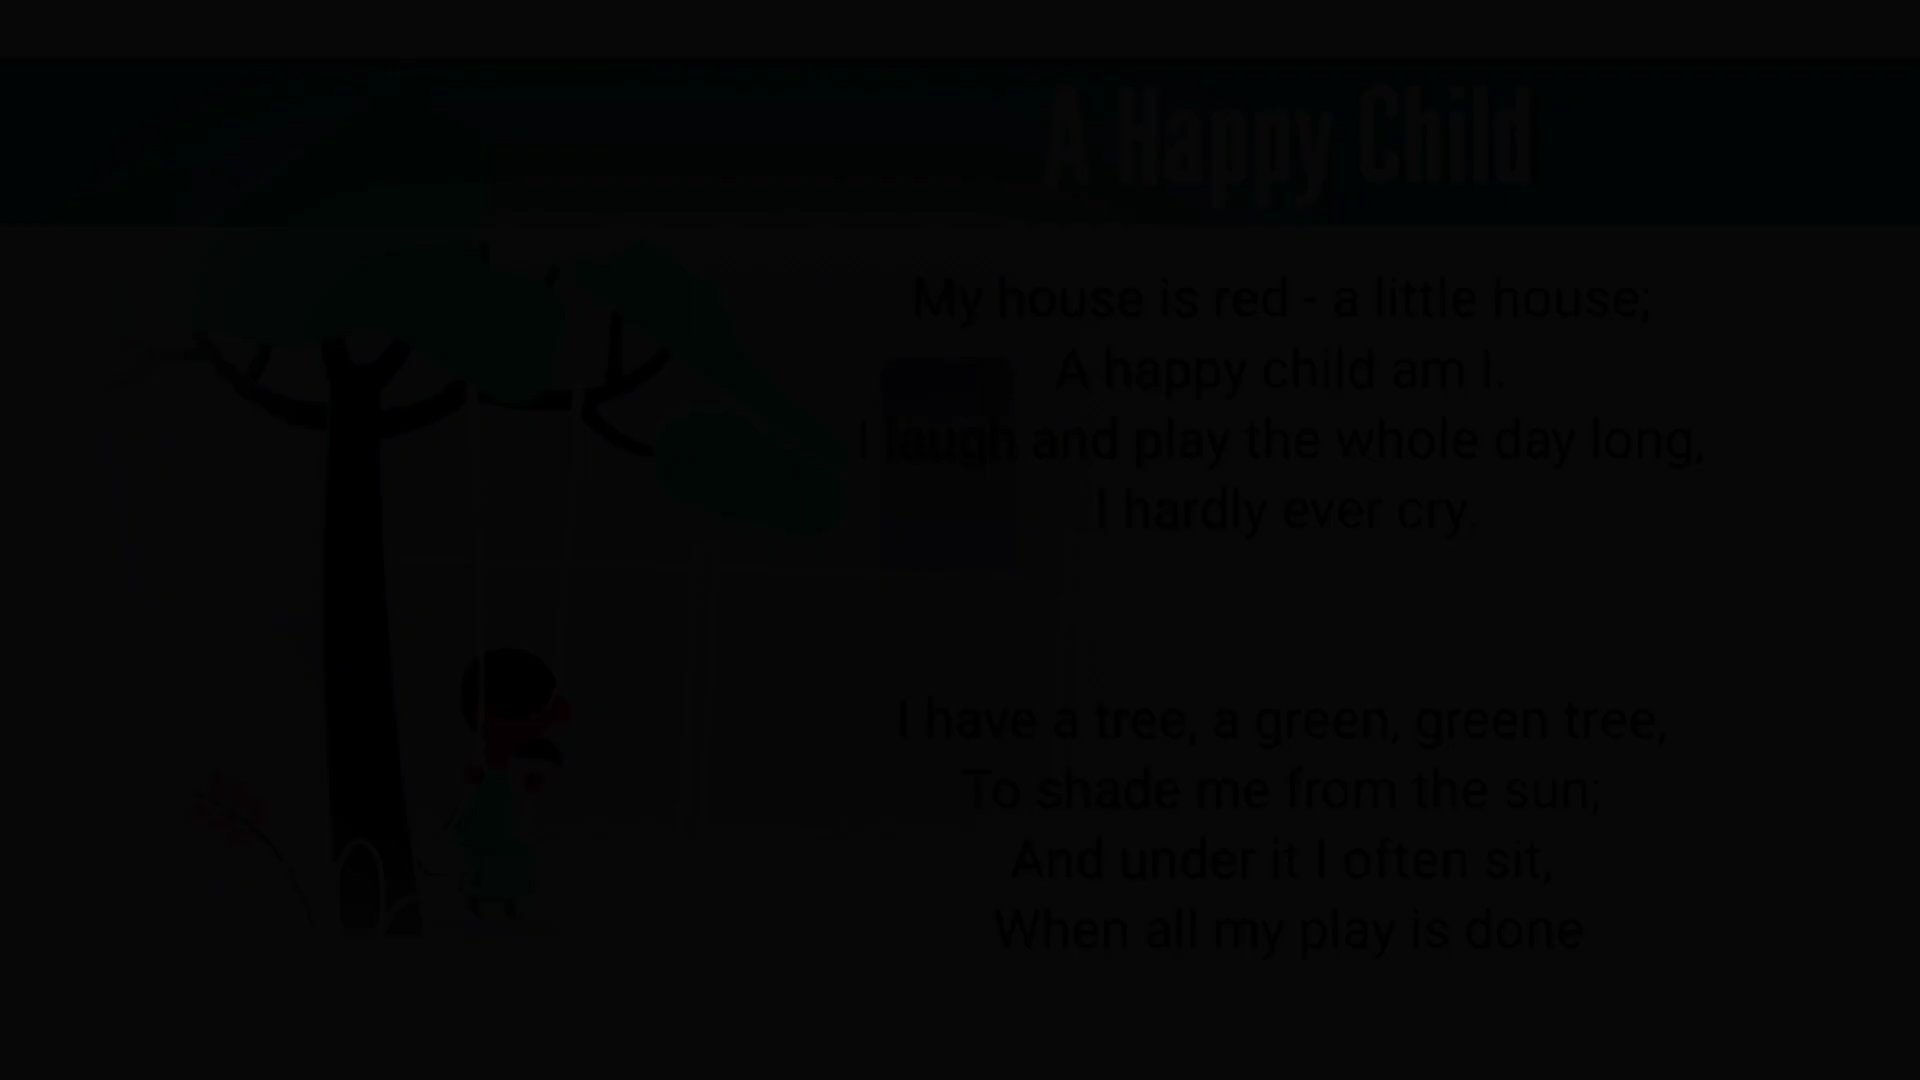 A Happy Child
My house is red - a little house;
A happy child am I.
I laugh and play the whole day long,
I hardly ever cry.
I have a tree, a green, green tree,
To shade me from the sun;
And under it I often sit,
When all my play is done